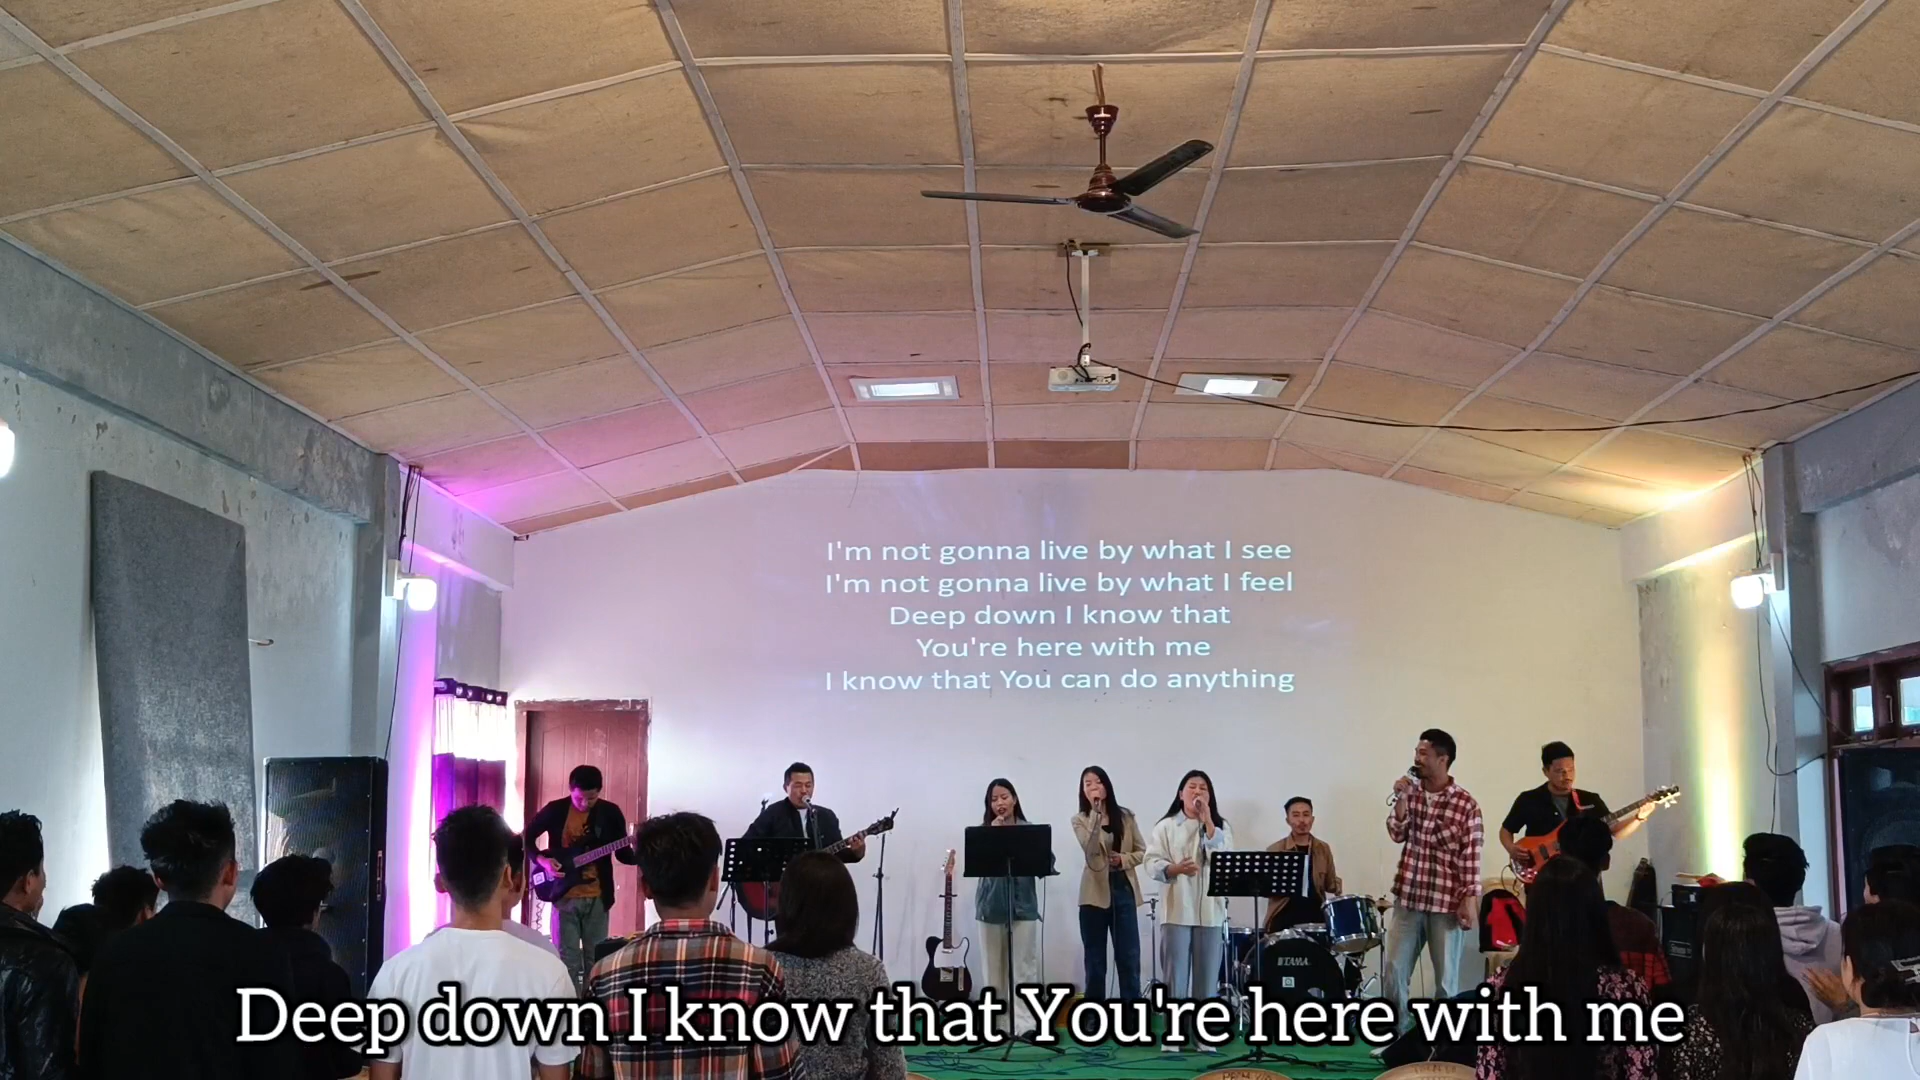 I'm not gonna live by what I see
I'm not gonna live by what I feel
Deep down I know that
You're here with me
I know that You can do anything
TAMA
Deep down I know that You're here with me